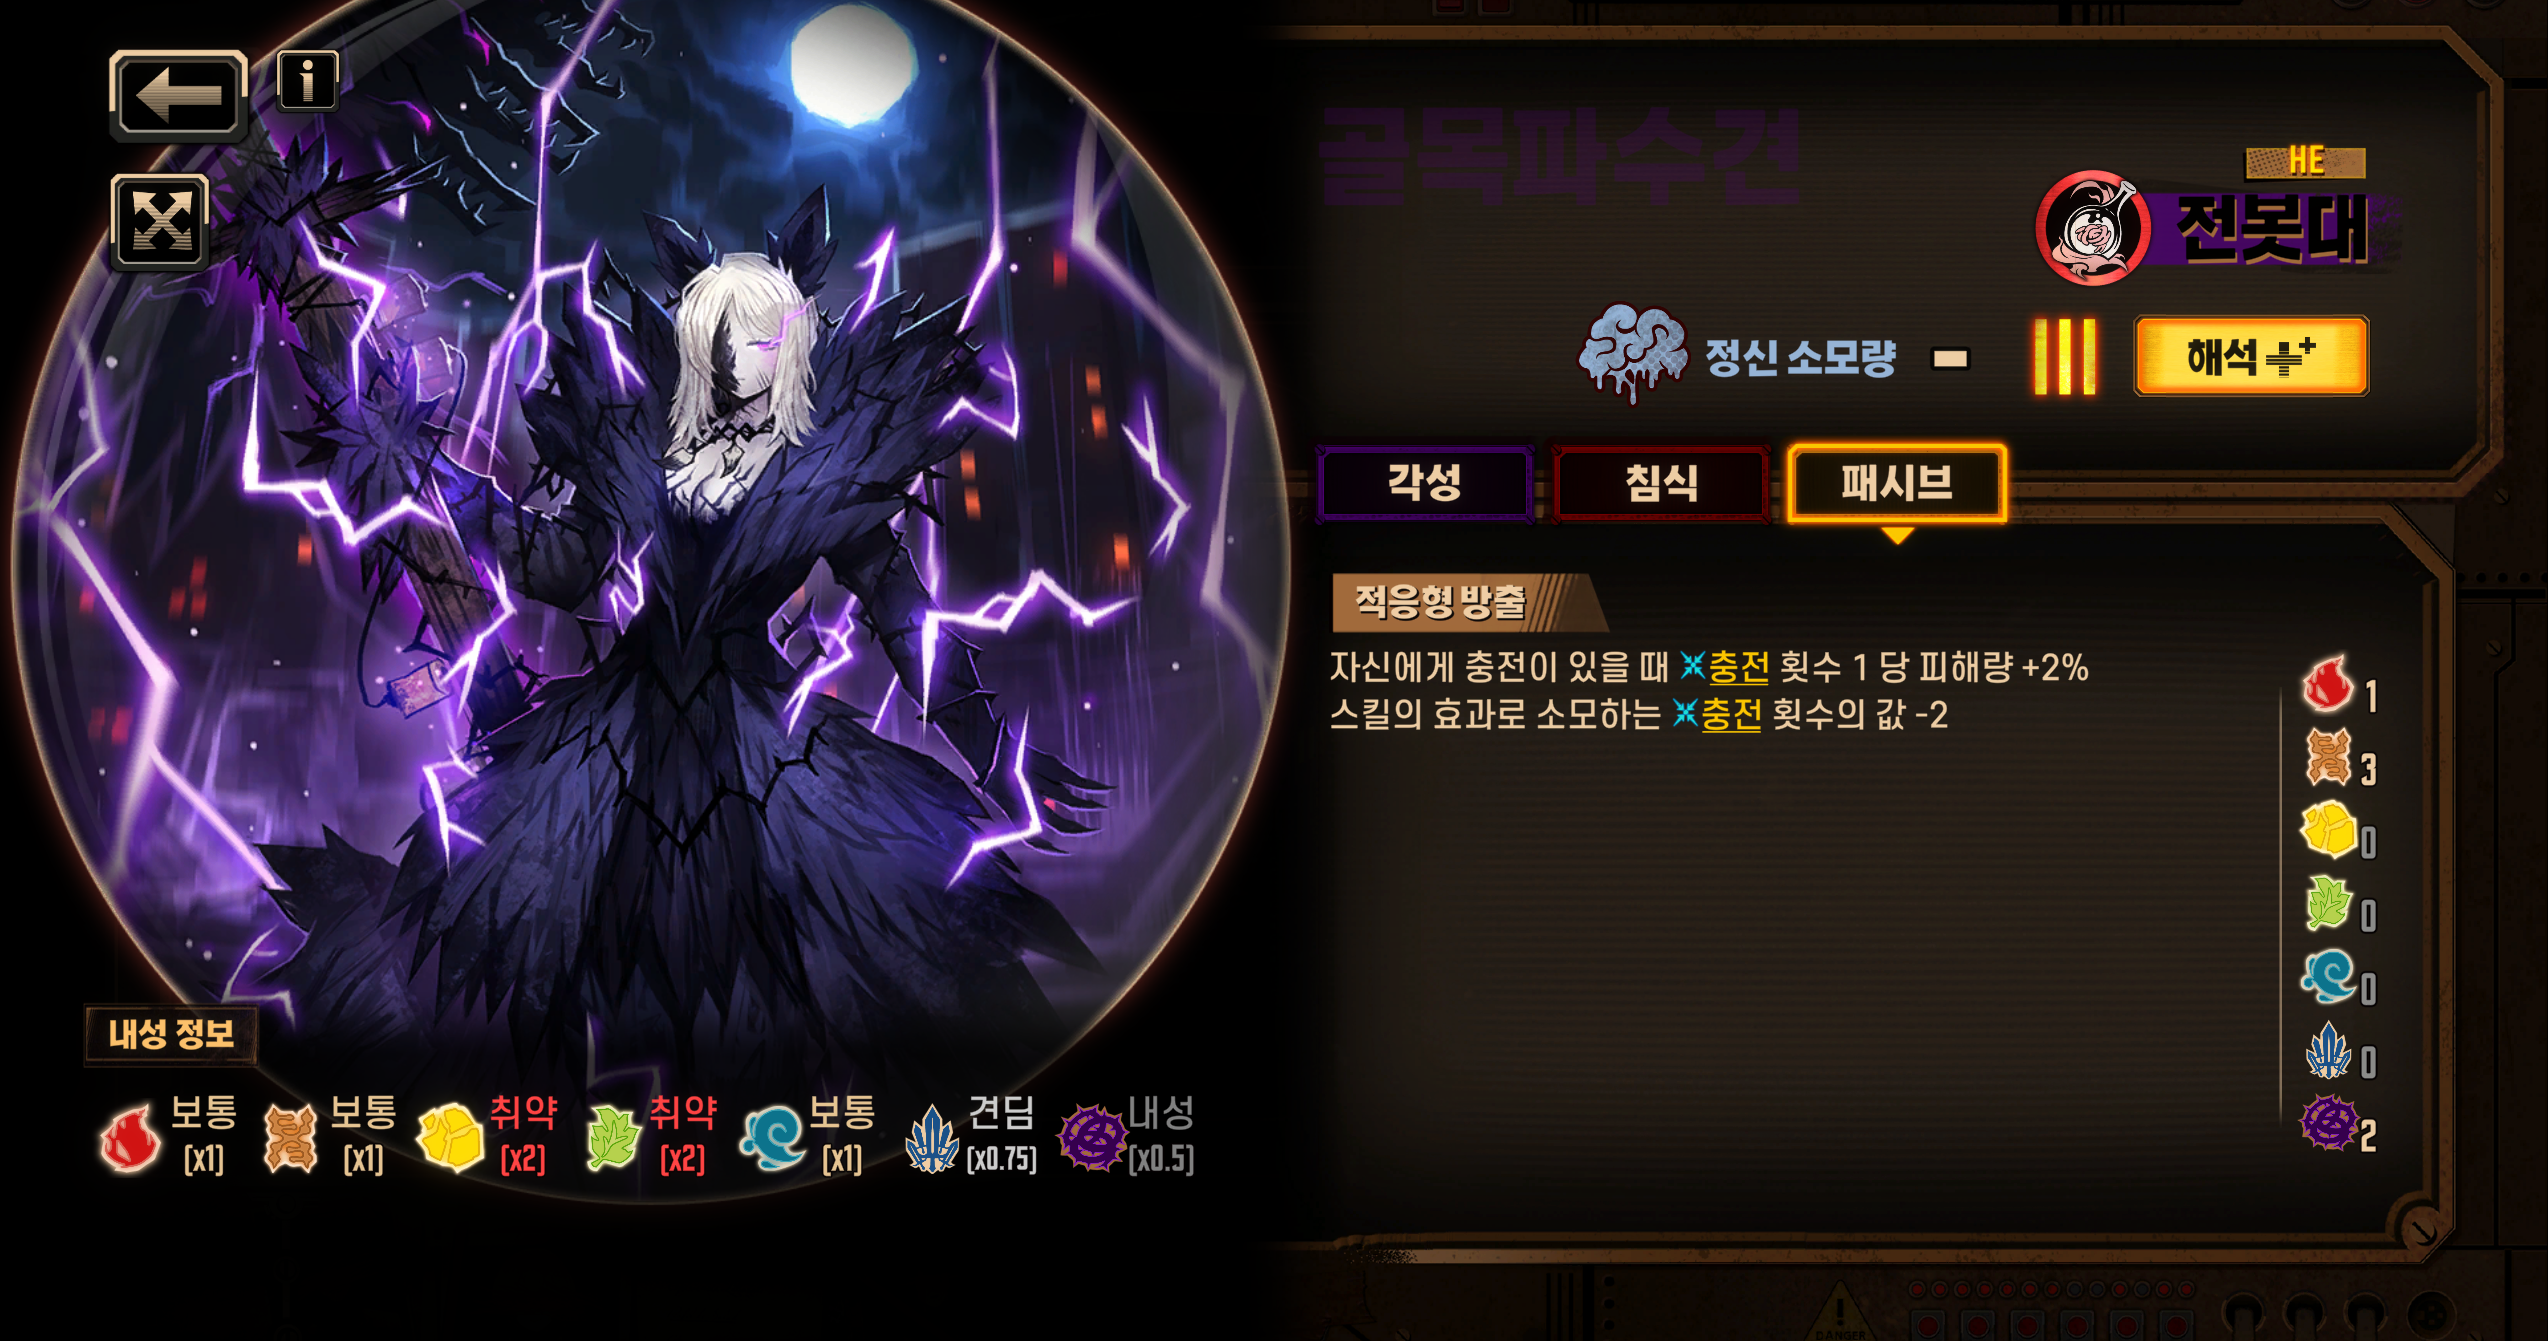 골목파수견
HE
전봇대
정신 소모량 -
III
해석
각성 침식 패시브
적응형 방출
자신에게 충전이 있을 때 충전 횟수 1 당 피해량 +2%
스킬의 효과로 소모하는 충전 횟수의 값 -2
1
3
0
0
0
0
2
내성 정보
보통 보통 취약 취약 보통 견딤 내성
(x1) (x1) (x2) (x2) (x1) (x0.75) (x0.5)
DANGER